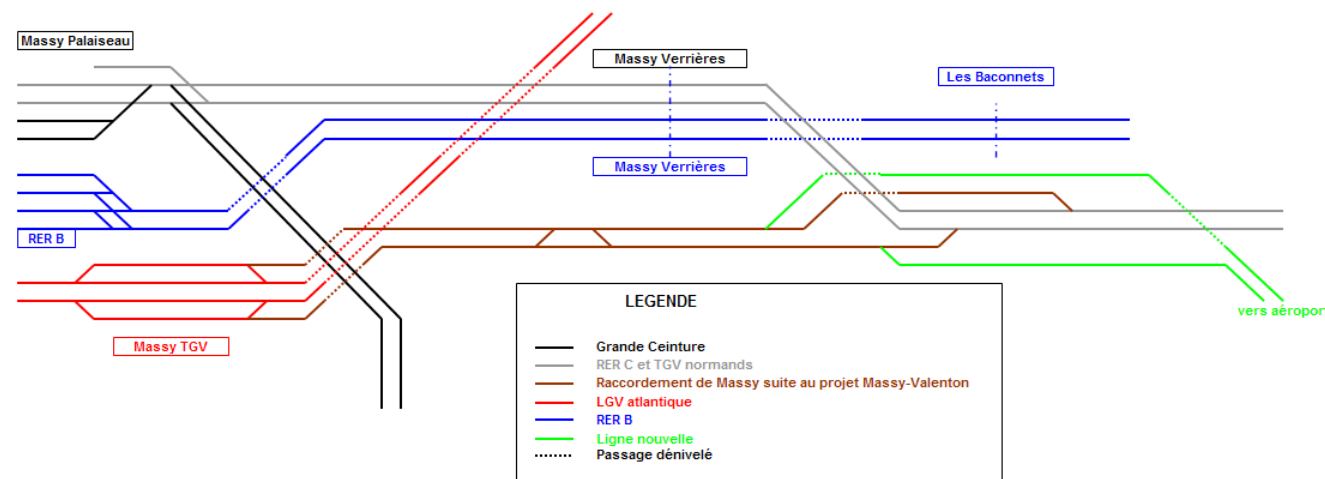 Massy Palaiseau
Massy Verrières
Les Baconnets
Massy Verrières
RER B
vers aéropor
Massy TGV
LEGENDE
Grande Ceinture
RER C et TGV normands
Raccordement de Massy suite au projet Massy-Valenton
LGV atlantique
RER B
Ligne nouvelle
Passage dénivelé